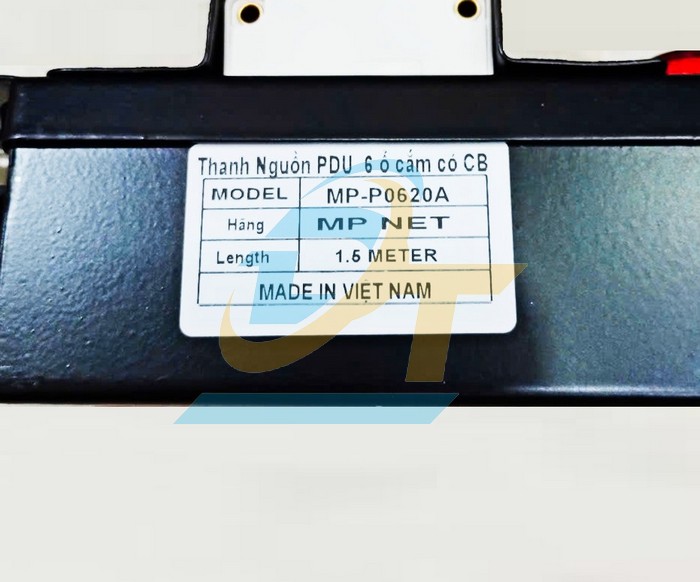 Thanh Nguồn PDU 6 ổ cắm có CB
MODEL MP-P0620A
Hãng MP NET
Length 1.5 METER
MADE IN VIỆT NAM
DT